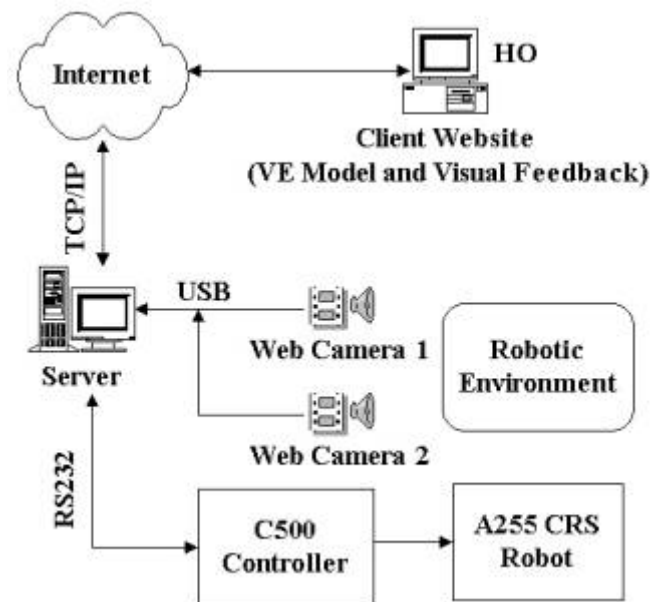 Internet
HO
Client Website
(VE Model and Visual Feedback)
TCP/IP
USB
Web Camera 1
Robotic
Environment
Server
Web Camera 2
RS232
C500
Controller
A255 CRS
Robot